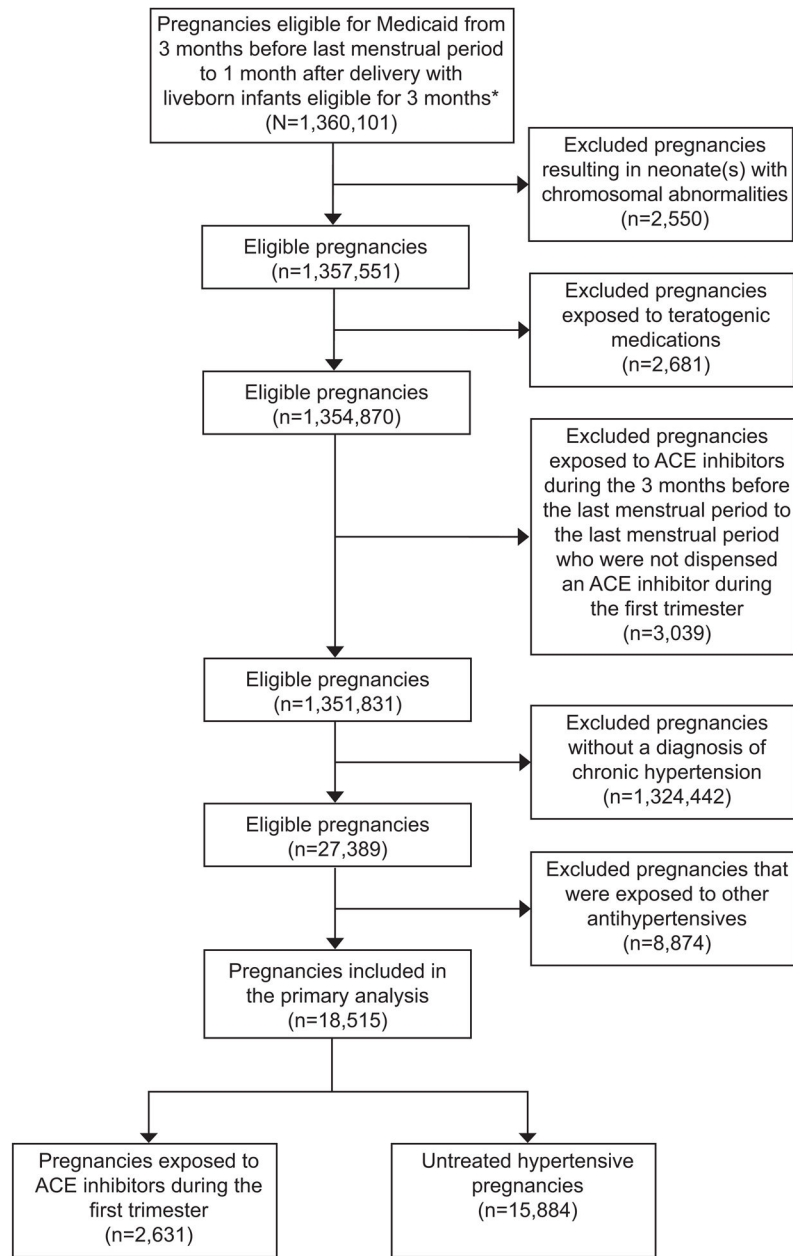 Pregnancies eligible for Medicaid from
3 months before last menstrual period
to 1 month after delivery with
liveborn infants eligible for 3 months*
(N=1,360,101)
Excluded pregnancies
resulting in neonate(s) with
chromosomal abnormalities
(n=2,550)
Eligible pregnancies
(n=1,357,551)
Excluded pregnancies
exposed to teratogenic
medications
(n=2,681)
Eligible pregnancies
(n=1,354,870)
Excluded pregnancies
exposed to ACE inhibitors
during the 3 months before
the last menstrual period to
the last menstrual period
who were not dispensed
an ACE inhibitor during
the first trimester
(n=3,039)
Eligible pregnancies
(n=1,351,831)
Excluded pregnancies
without a diagnosis of
chronic hypertension
(n=1,324,442)
Eligible pregnancies
(n=27,389)
Excluded pregnancies that
were exposed to other
antihypertensives
(n=8,874)
Pregnancies included in
the primary analysis
(n=18,515)
Pregnancies exposed to
ACE inhibitors during the
first trimester
(n=2,631)
Untreated hypertensive
pregnancies
(n=15,884)